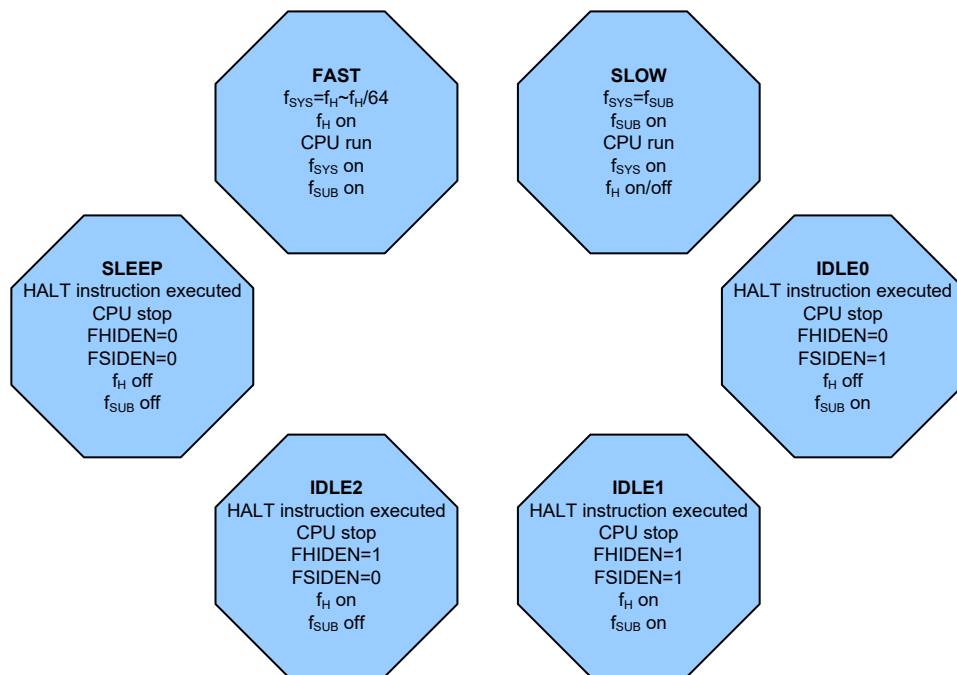 FAST
fSYS=fH~fH/64
fH on
CPU run
fSYS on
fSUB on
SLOW
fSYS=fSUB
fSUB on
CPU run
fSYS on
fH on/off
SLEEP
HALT instruction executed
CPU stop
FHIDEN=0
FSIDEN=0
fH off
fSUB off
IDLE0
HALT instruction executed
CPU stop
FHIDEN=0
FSIDEN=1
fH off
fSUB on
IDLE2
HALT instruction executed
CPU stop
FHIDEN=1
FSIDEN=0
fH on
fSUB off
IDLE1
HALT instruction executed
CPU stop
FHIDEN=1
FSIDEN=1
fH on
fSUB on